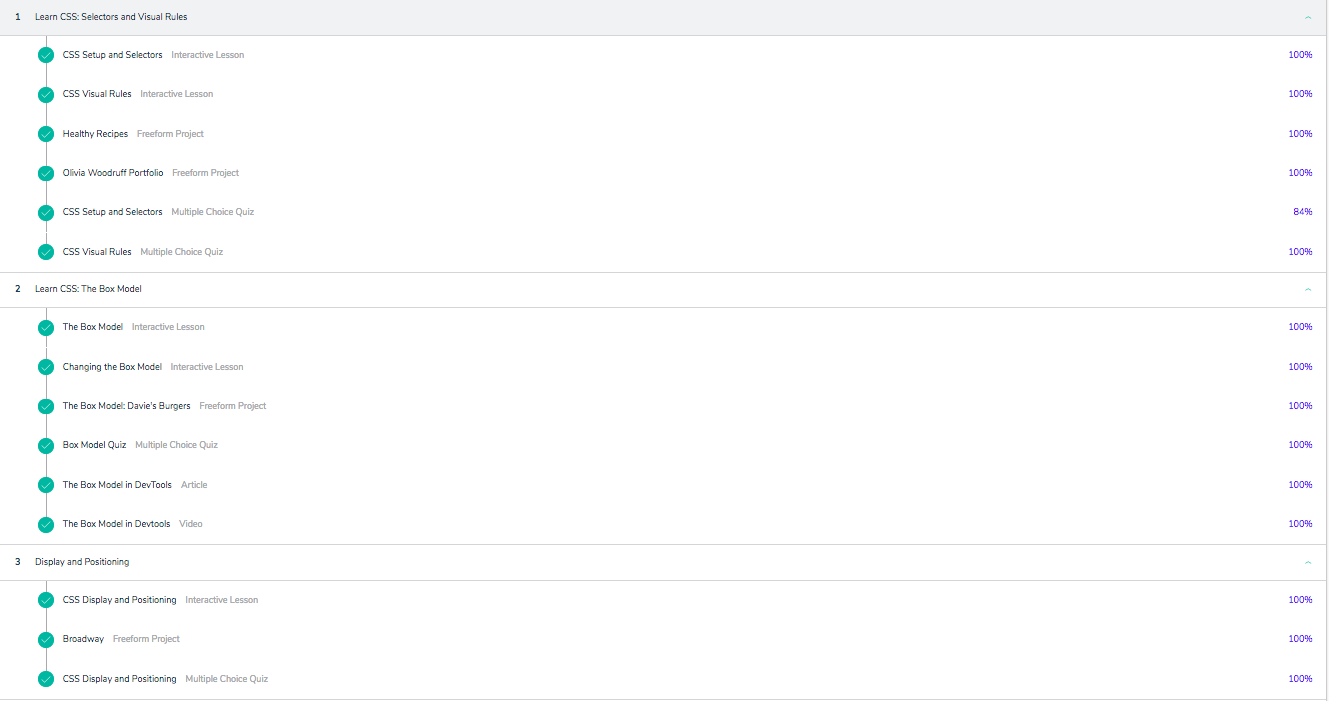 1 Learn CSS: Selectors and Visual Rules
CSS Setup and Selectors Interactive Lesson 100%
CSS Visual Rules Interactive Lesson 100%
Healthy Recipes Freeform Project 100%
Olivia Woodruff Portfolio Freeform Project 100%
CSS Setup and Selectors Multiple Choice Quiz 84%
CSS Visual Rules Multiple Choice Quiz 100%
2 Learn CSS: The Box Model
The Box Model Interactive Lesson 100%
Changing the Box Model Interactive Lesson 100%
The Box Model: Davie's Burgers Freeform Project 100%
Box Model Quiz Multiple Choice Quiz 100%
The Box Model in DevTools Article 100%
The Box Model in Devtools Video 100%
3 Display and Positioning
CSS Display and Positioning Interactive Lesson 100%
Broadway Freeform Project 100%
CSS Display and Positioning Multiple Choice Quiz 100%